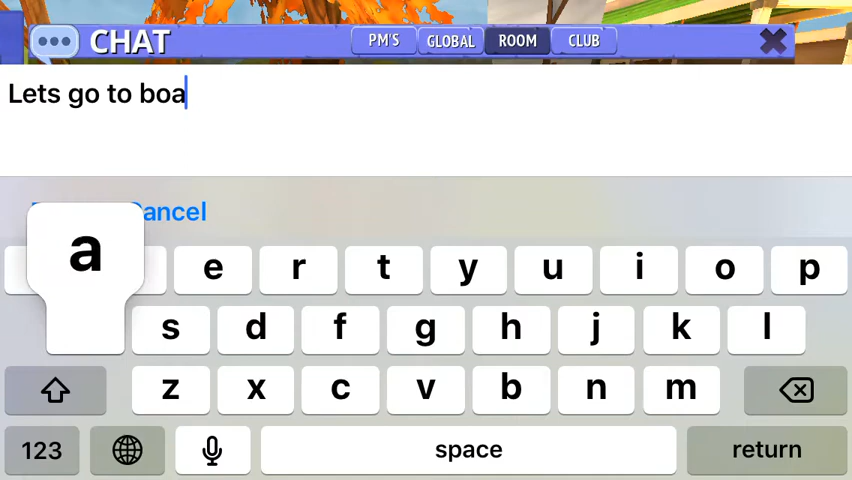 CHAT
PM'S GLOBAL ROOM CLUB
Lets go to boa
Cancel
a
e r t y u i o p
s d f g h j k l
z x c v b n m
123 space return